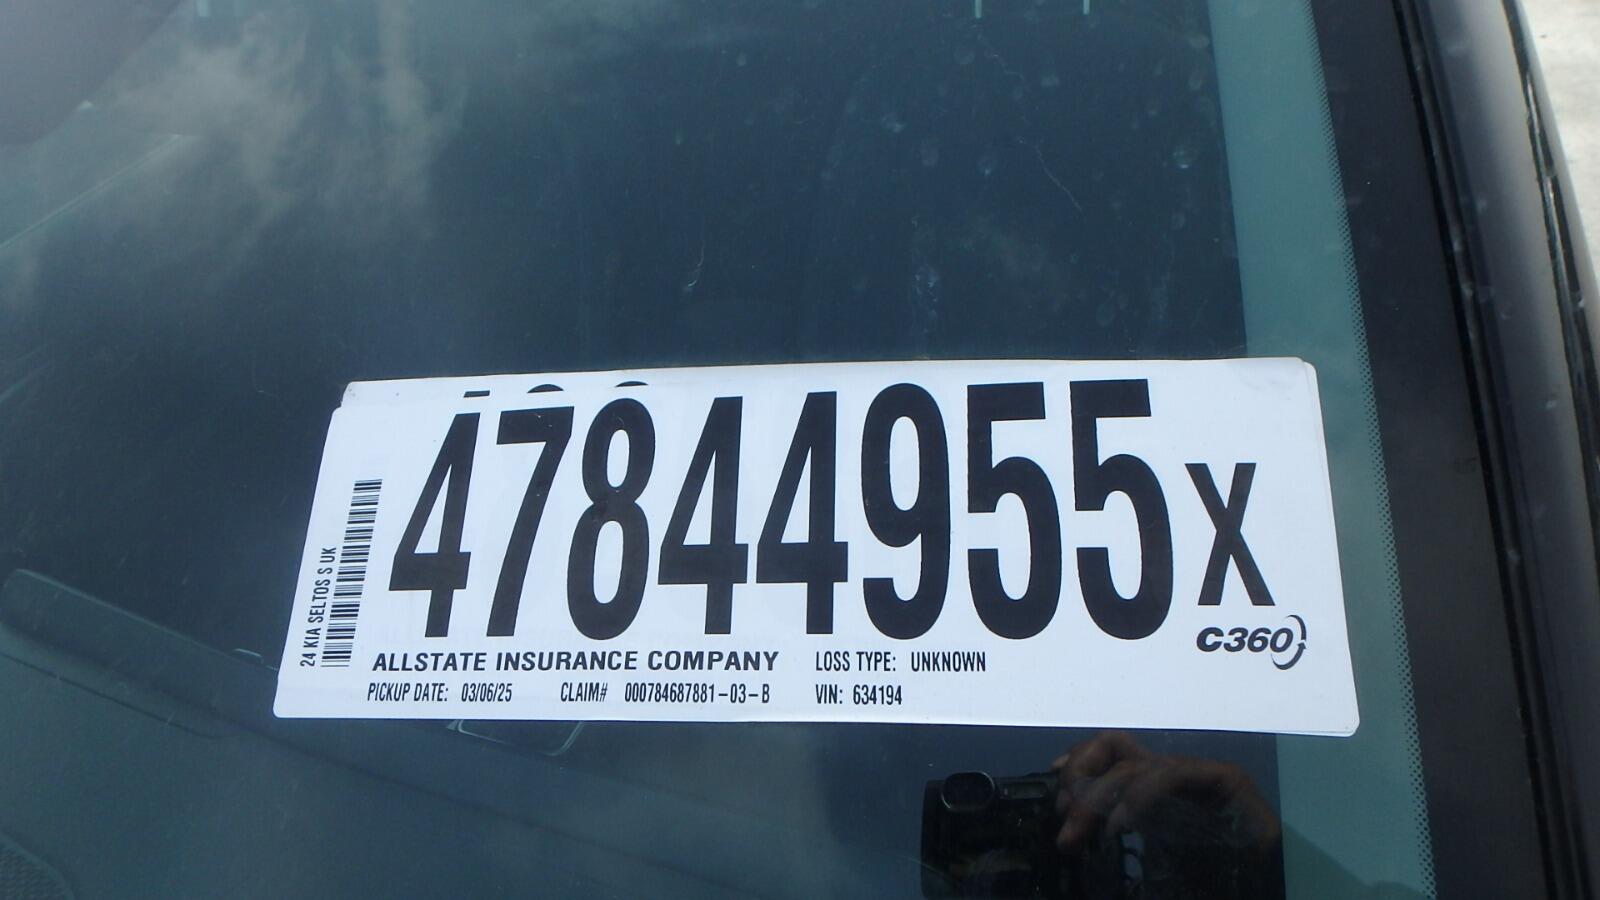 47844955 X
C360
24 KIA SELTOS S UK
ALLSTATE INSURANCE COMPANY LOSS TYPE: UNKNOWN
PICKUP DATE: 03/06/25 CLAIM# 000784687881-03-B VIN: 634194